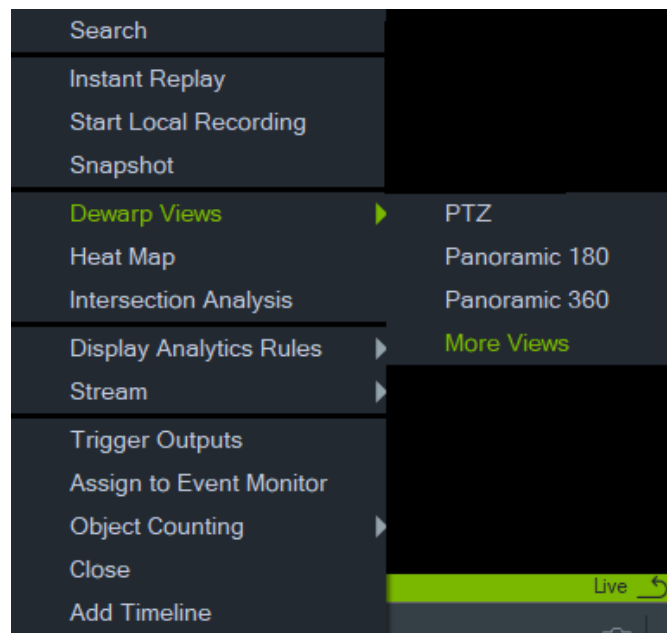 Search
Instant Replay
Start Local Recording
Snapshot
Dewarp Views
Heat Map
Intersection Analysis
Display Analytics Rules
Stream
Trigger Outputs
Assign to Event Monitor
Object Counting
Close
Add Timeline
PTZ
Panoramic 180
Panoramic 360
More Views
Live